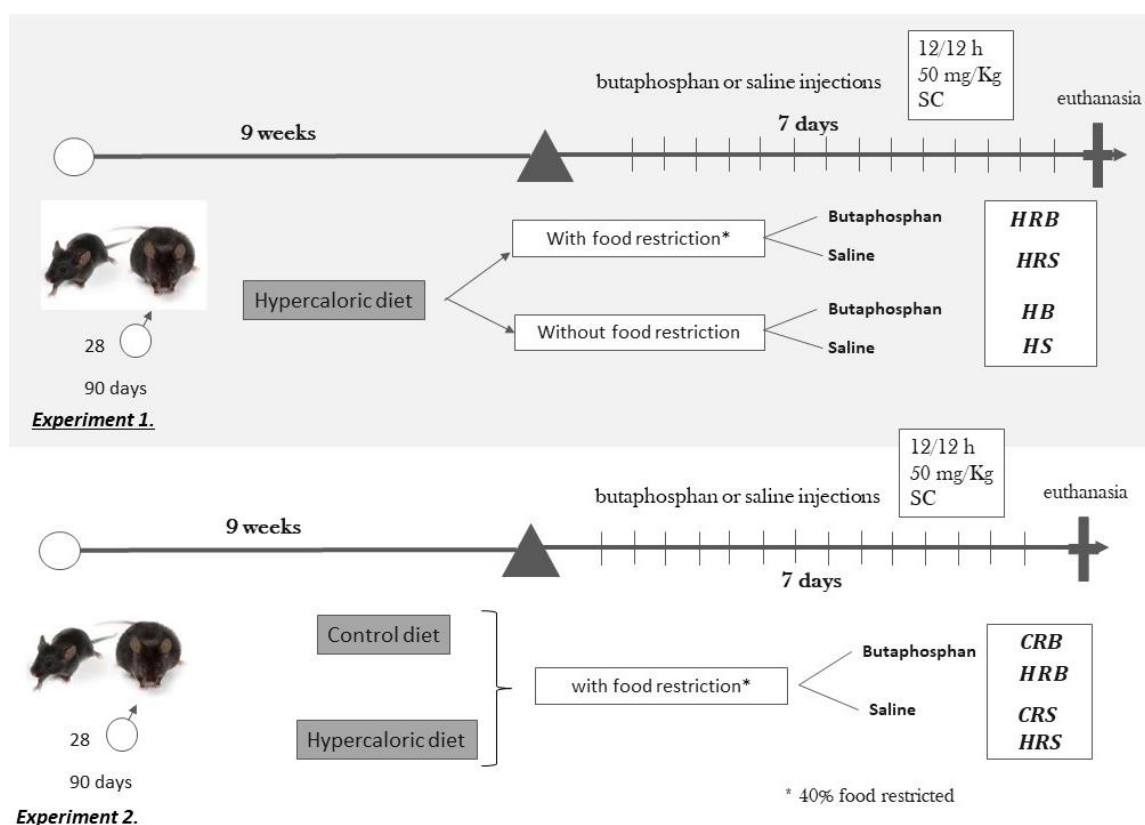 12/12 h
50 mg/Kg
SC
butaphosphan or saline injections
euthanasia
9 weeks
7 days
With food restriction*
Butaphosphan
Saline
HRB
HRS
Hypercaloric diet
Without food restriction
Butaphosphan
Saline
HB
HS
28
90 days
Experiment 1.
12/12 h
50 mg/Kg
SC
butaphosphan or saline injections
euthanasia
9 weeks
7 days
Control diet
Hypercaloric diet
with food restriction*
Butaphosphan
Saline
CRB
HRB
CRS
HRS
28
90 days
* 40% food restricted
Experiment 2.